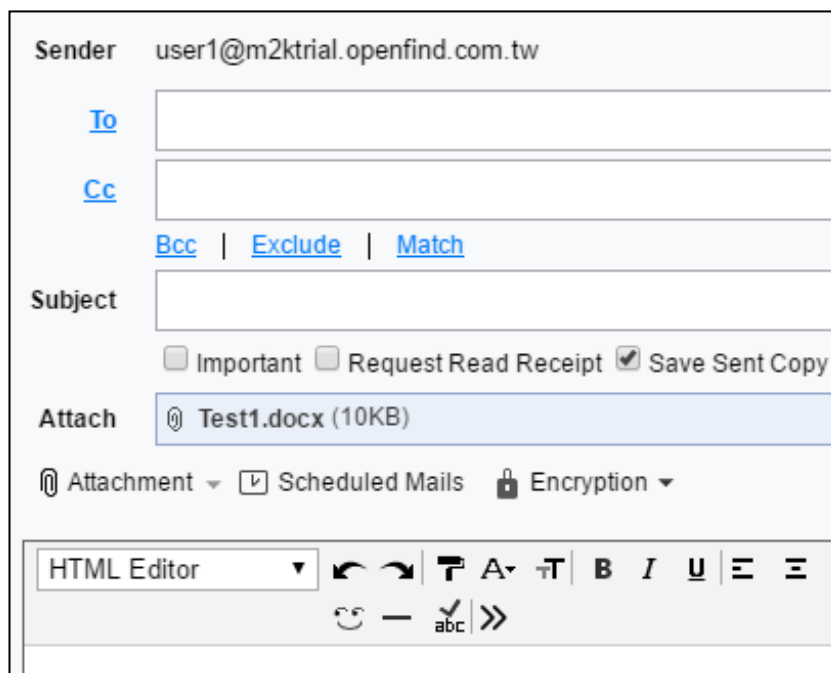 Sender user1@m2ktrial.openfind.com.tw
To
Cc
Bcc | Exclude | Match
Subject
Important Request Read Receipt Save Sent Copy
Attach Test1.docx (10KB)
Attachment Scheduled Mails Encryption
HTML Editor A T B I U
abc